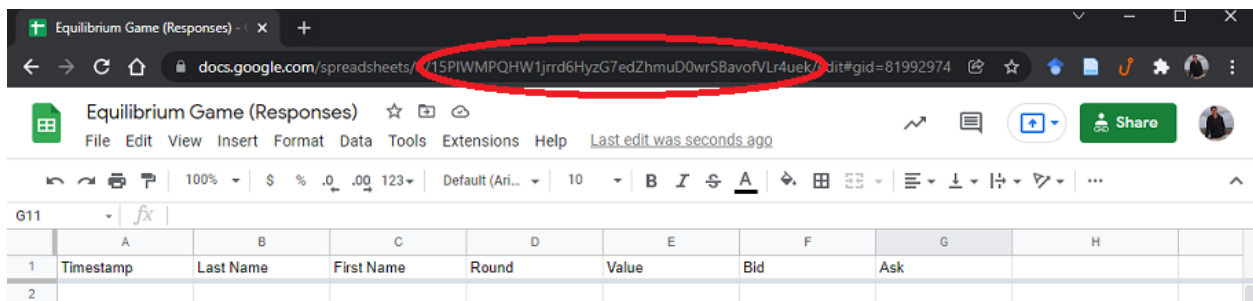 Equilibrium Game (Responses) - (
docs.google.com/spreadsheets/d/15PIWMPQHW1jrrd6HyzG7edZhmuD0wrSBavofVLr4uek/edit#gid=81992974
Equilibrium Game (Responses)
File Edit View Insert Format Data Tools Extensions Help Last edit was seconds ago
Share
100% $ % .0 .00 123 Default (Ari... 10 B I S A
G11 fx
A B C D E F G H
1 Timestamp Last Name First Name Round Value Bid Ask
2